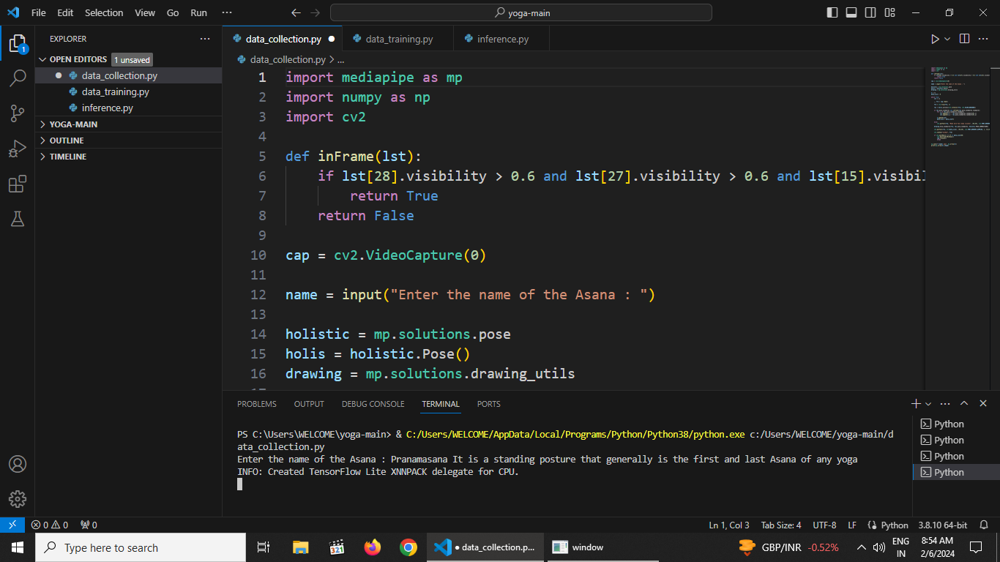 File Edit Selection View Go Run ··· yoga-main
EXPLORER ···
OPEN EDITORS 1 unsaved
data_collection.py
data_training.py
inference.py
YOGA-MAIN
OUTLINE
TIMELINE
1
data_collection.py data_training.py inference.py
data_collection.py > ...
1 import mediapipe as mp
2 import numpy as np
3 import cv2
4
5 def inFrame(lst):
6 if lst[28].visibility > 0.6 and lst[27].visibility > 0.6 and lst[15].visibil
7 return True
8 return False
9
10 cap = cv2.VideoCapture(0)
11
12 name = input("Enter the name of the Asana : ")
13
14 holistic = mp.solutions.pose
15 holis = holistic.Pose()
16 drawing = mp.solutions.drawing_utils
PROBLEMS OUTPUT DEBUG CONSOLE TERMINAL PORTS
PS C:\Users\WELCOME\yoga-main> & C:/Users/WELCOME/AppData/Local/Programs/Python/Python38/python.exe c:/Users/WELCOME/yoga-main/d
ata_collection.py
Enter the name of the Asana : Pranamasana It is a standing posture that generally is the first and last Asana of any yoga
INFO: Created TensorFlow Lite XNNPACK delegate for CPU.
Python
Python
Python
Python
0 0 0 Ln 1, Col 3 Tab Size: 4 UTF-8 LF Python 3.8.10 64-bit
Type here to search 321 data_collection.p... window GBP/INR -0.52% ENG IN 8:54 AM 2/6/2024